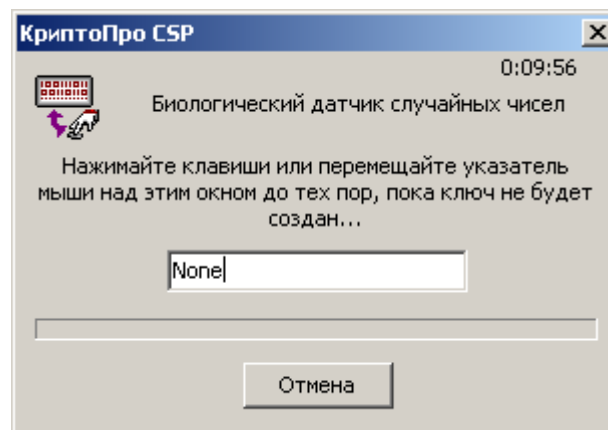 КриптоПро CSP
0:09:56
Биологический датчик случайных чисел
Нажимайте клавиши или перемещайте указатель
мыши над этим окном до тех пор, пока ключ не будет
создан...
None
Отмена